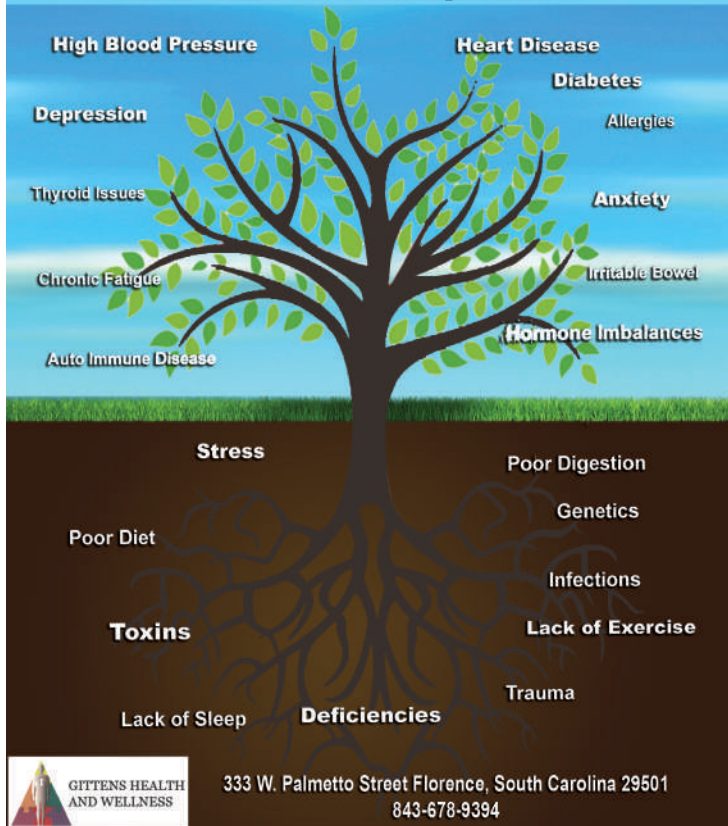 High Blood Pressure
Heart Disease
Diabetes
Depression
Allergies
Thyroid Issues
Anxiety
Chronic Fatigue
Irritable Bowel
Hormone Imbalances
Auto Immune Disease
Stress
Poor Digestion
Genetics
Poor Diet
Infections
Toxins
Lack of Exercise
Trauma
Lack of Sleep
Deficiencies
GITTENS HEALTH
AND WELLNESS
333 W. Palmetto Street Florence, South Carolina 29501
843-678-9394